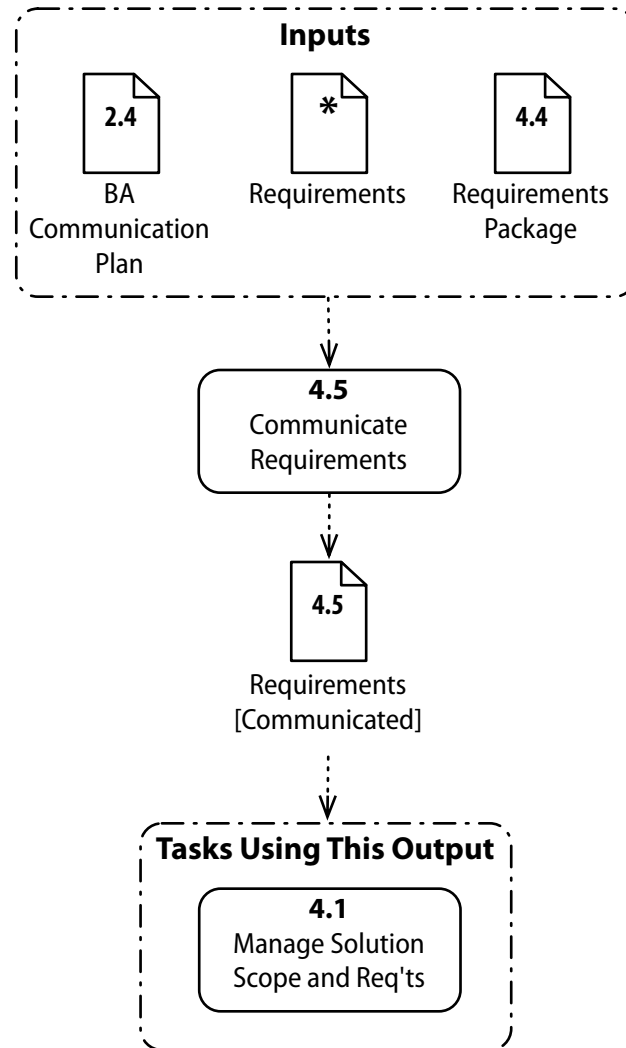 Inputs
2.4
BA
Communication
Plan
*
Requirements
4.4
Requirements
Package
4.5
Communicate
Requirements
4.5
Requirements
[Communicated]
Tasks Using This Output
4.1
Manage Solution
Scope and Req'ts